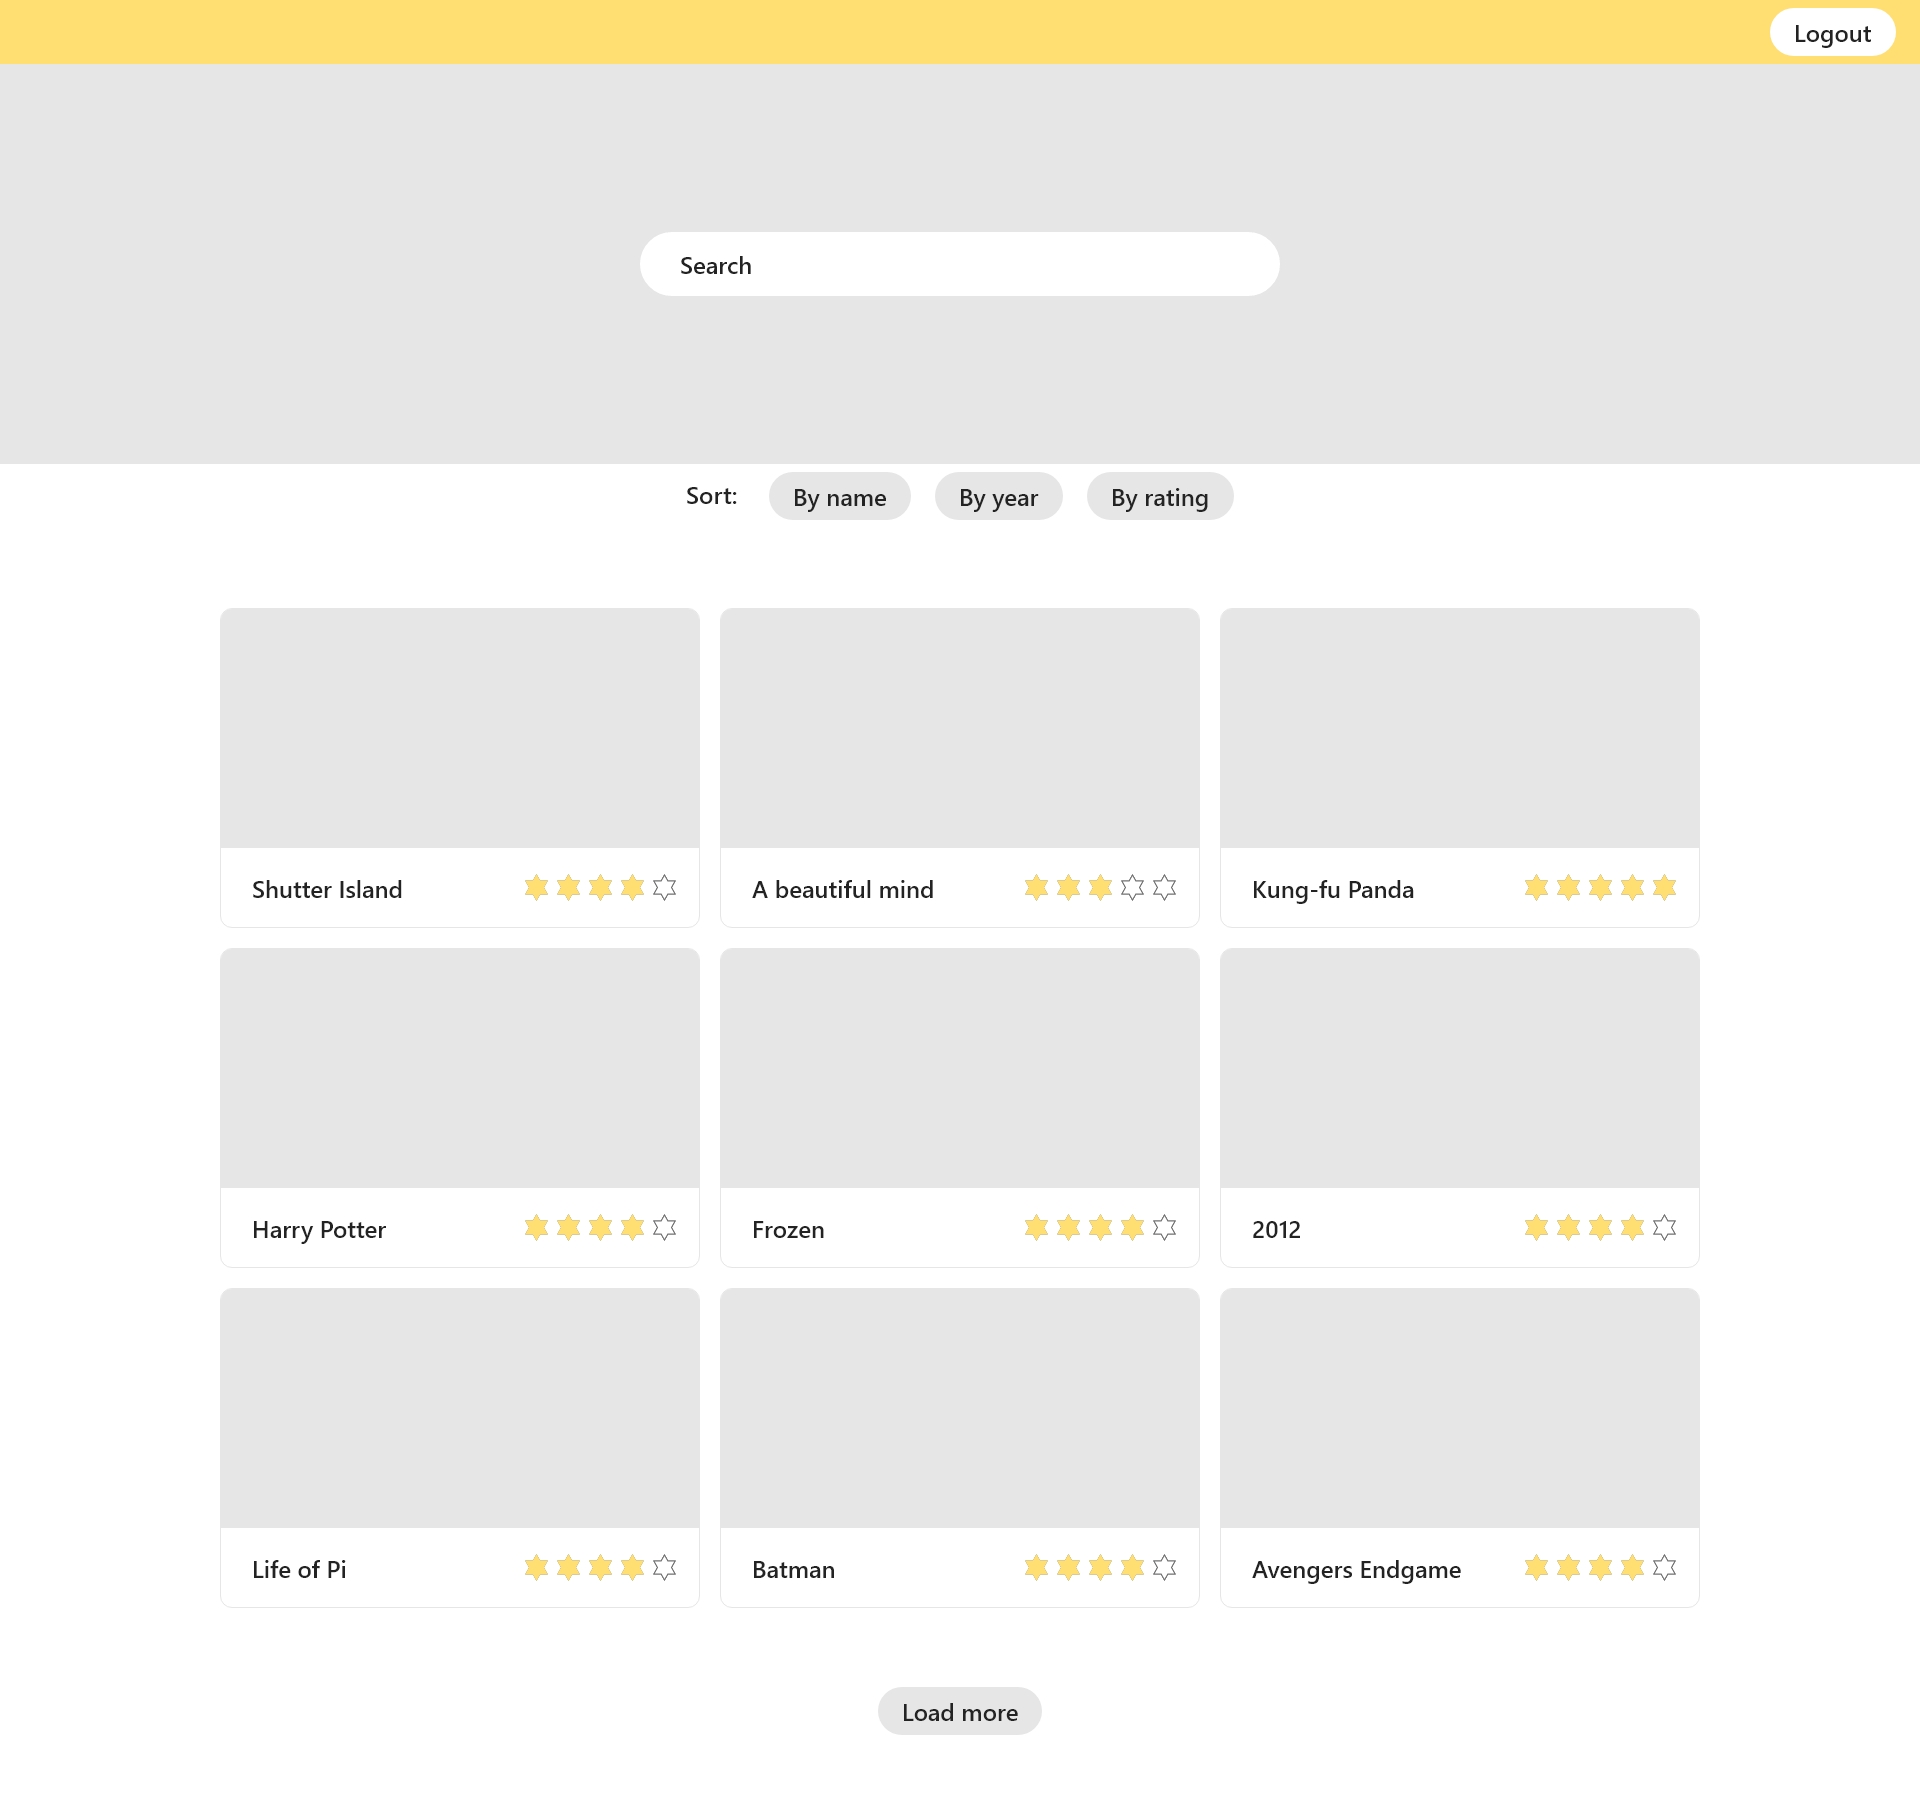 Logout
Search
Sort: By name By year By rating
Shutter Island
A beautiful mind
Kung-fu Panda
Harry Potter
Frozen
2012
Life of Pi
Batman
Avengers Endgame
Load more